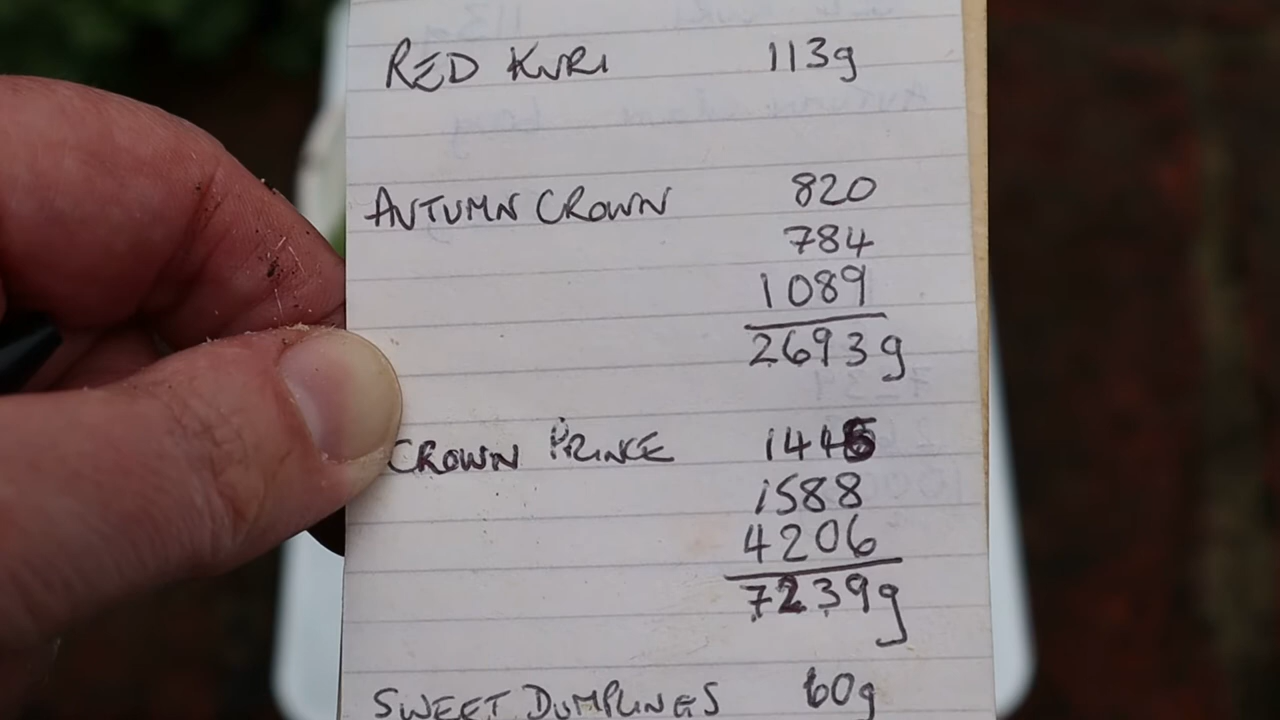 RED KURI 113g
AUTUMN CROWN 820
784
1089
2693g
CROWN PRINCE 1445
1588
4206
7239g
SWEET DUMPLINGS 60g